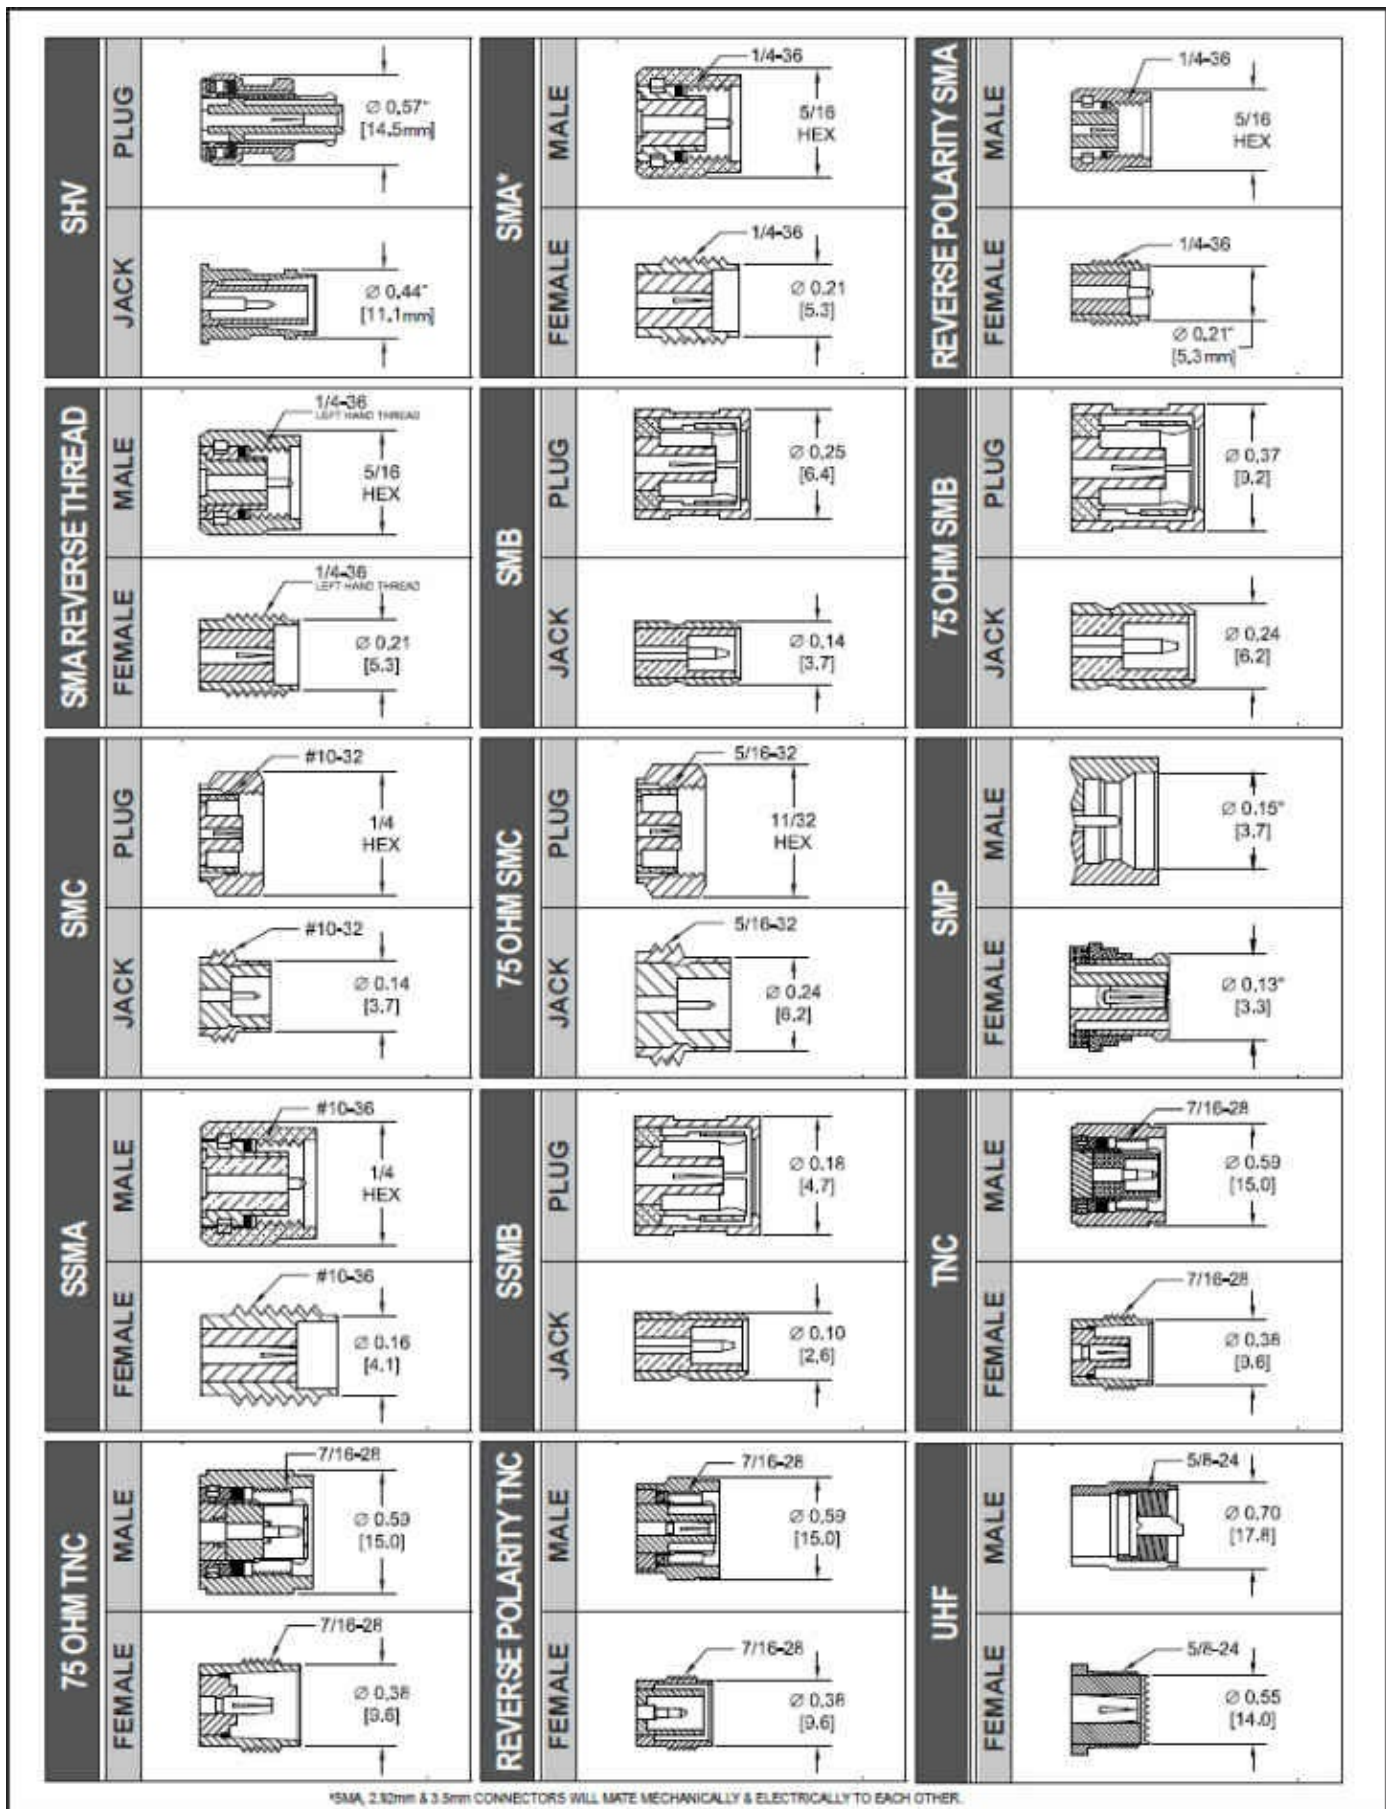 SHV
PLUG
Ø 0.57"
[14.5mm]
JACK
Ø 0.44"
[11.1mm]
SMA*
MALE
1/4-36
5/16
HEX
FEMALE
1/4-36
Ø 0.21
[5.3]
REVERSE POLARITY SMA
MALE
1/4-36
5/16
HEX
FEMALE
1/4-36
Ø 0.21"
[5.3mm]
SMA REVERSE THREAD
MALE
1/4-36
LEFT HAND THREAD
5/16
HEX
FEMALE
1/4-36
LEFT HAND THREAD
Ø 0.21
[5.3]
SMB
PLUG
Ø 0.25
[6.4]
JACK
Ø 0.14
[3.7]
75 OHM SMB
PLUG
Ø 0.37
[9.2]
JACK
Ø 0.24
[6.2]
SMC
PLUG
#10-32
1/4
HEX
JACK
#10-32
Ø 0.14
[3.7]
75 OHM SMC
PLUG
5/16-32
11/32
HEX
JACK
5/16-32
Ø 0.24
[6.2]
SMP
MALE
Ø 0.15"
[3.7]
FEMALE
Ø 0.13"
[3.3]
SSMA
MALE
#10-36
1/4
HEX
FEMALE
#10-36
Ø 0.16
[4.1]
SSMB
PLUG
Ø 0.18
[4.7]
JACK
Ø 0.10
[2.6]
TNC
MALE
7/16-28
Ø 0.59
[15.0]
FEMALE
7/16-28
Ø 0.38
[9.6]
75 OHM TNC
MALE
7/16-28
Ø 0.59
[15.0]
FEMALE
7/16-28
Ø 0.38
[9.6]
REVERSE POLARITY TNC
MALE
7/16-28
Ø 0.59
[15.0]
FEMALE
7/16-28
Ø 0.38
[9.6]
UHF
MALE
5/8-24
Ø 0.70
[17.8]
FEMALE
5/8-24
Ø 0.55
[14.0]
*SMA, 2.92mm & 3.5mm CONNECTORS WILL MATE MECHANICALLY & ELECTRICALLY TO EACH OTHER.